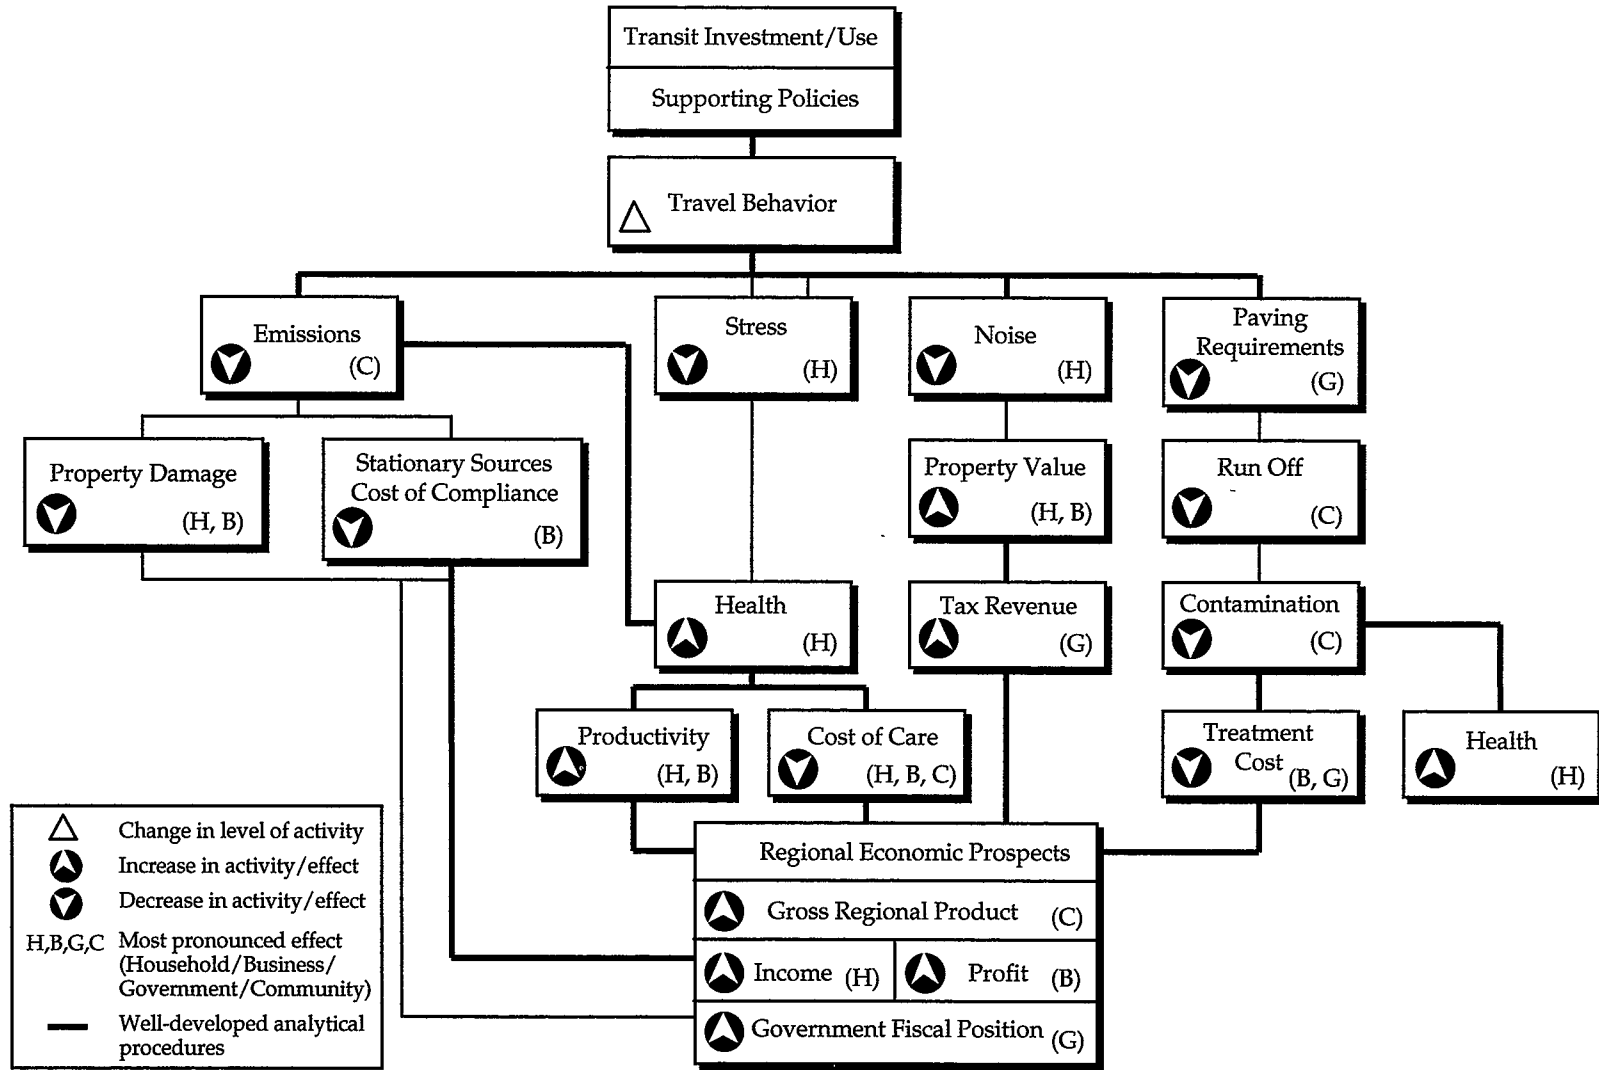 Transit Investment/Use
Supporting Policies
Travel Behavior
Emissions
(C)
Stress
(H)
Noise
(H)
Paving
Requirements
(G)
Property Damage
(H, B)
Stationary Sources
Cost of Compliance
(B)
Property Value
(H, B)
Run Off
(C)
Health
(H)
Tax Revenue
(G)
Contamination
(C)
Productivity
(H, B)
Cost of Care
(H, B, C)
Treatment
Cost
(B, G)
Health
(H)
Regional Economic Prospects
Gross Regional Product (C)
Income (H)
Profit (B)
Government Fiscal Position (G)
Change in level of activity
Increase in activity/effect
Decrease in activity/effect
H,B,G,C Most pronounced effect
(Household/Business/
Government/Community)
Well-developed analytical
procedures